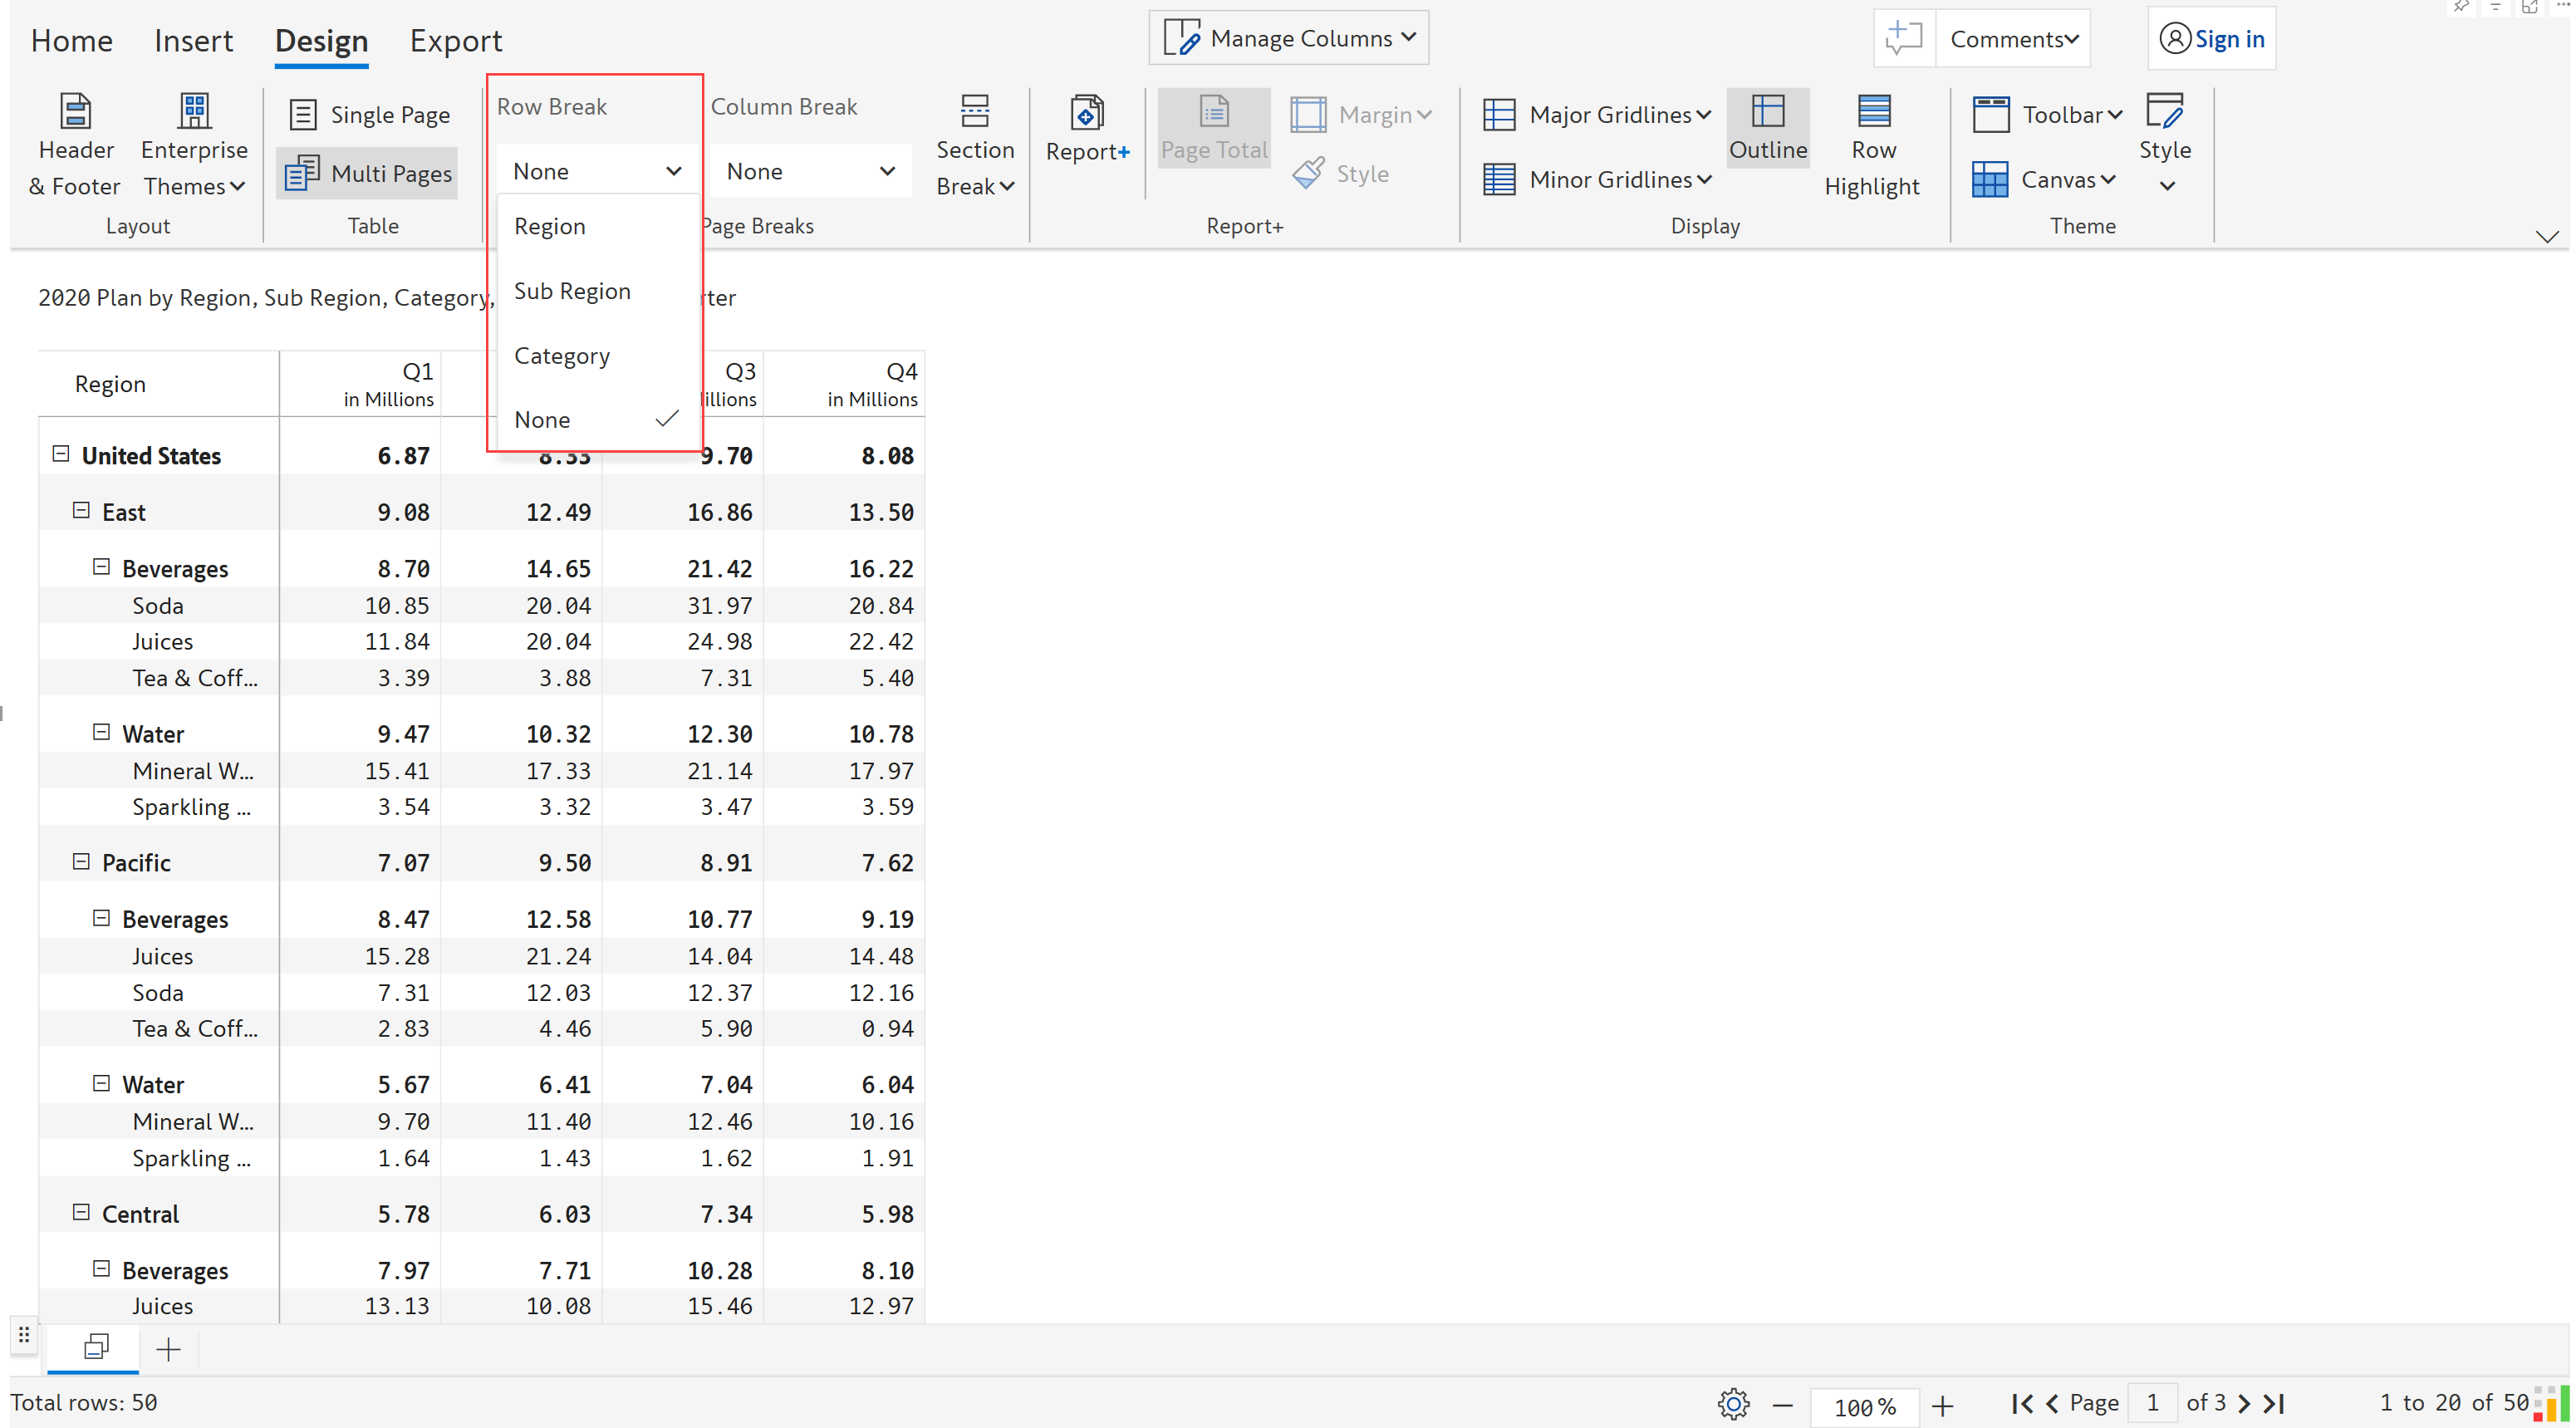 Home Insert Design Export Manage Columns Comments Sign in
Row Break Column Break
Single Page Major Gridlines Toolbar
Margin
Header Enterprise Section Report+ Page Total Outline Row Style
None None
Multi Pages Style
Minor Gridlines Canvas
& Footer Themes Break Highlight
Layout Table Page Breaks Report+ Display Theme
Region
Sub Region
Category
None
2020 Plan by Region, Sub Region, Category,
Region Q1 Q3 Q4
in Millions in Millions
United States 6.87 8.33 9.70 8.08
East 9.08 12.49 16.86 13.50
Beverages 8.70 14.65 21.42 16.22
Soda 10.85 20.04 31.97 20.84
Juices 11.84 20.04 24.98 22.42
Tea & Coff... 3.39 3.88 7.31 5.40
Water 9.47 10.32 12.30 10.78
Mineral W... 15.41 17.33 21.14 17.97
Sparkling ... 3.54 3.32 3.47 3.59
Pacific 7.07 9.50 8.91 7.62
Beverages 8.47 12.58 10.77 9.19
Juices 15.28 21.24 14.04 14.48
Soda 7.31 12.03 12.37 12.16
Tea & Coff... 2.83 4.46 5.90 0.94
Water 5.67 6.41 7.04 6.04
Mineral W... 9.70 11.40 12.46 10.16
Sparkling ... 1.64 1.43 1.62 1.91
Central 5.78 6.03 7.34 5.98
Beverages 7.97 7.71 10.28 8.10
Juices 13.13 10.08 15.46 12.97
Total rows: 50 100 % Page 1 of 3 1 to 20 of 50